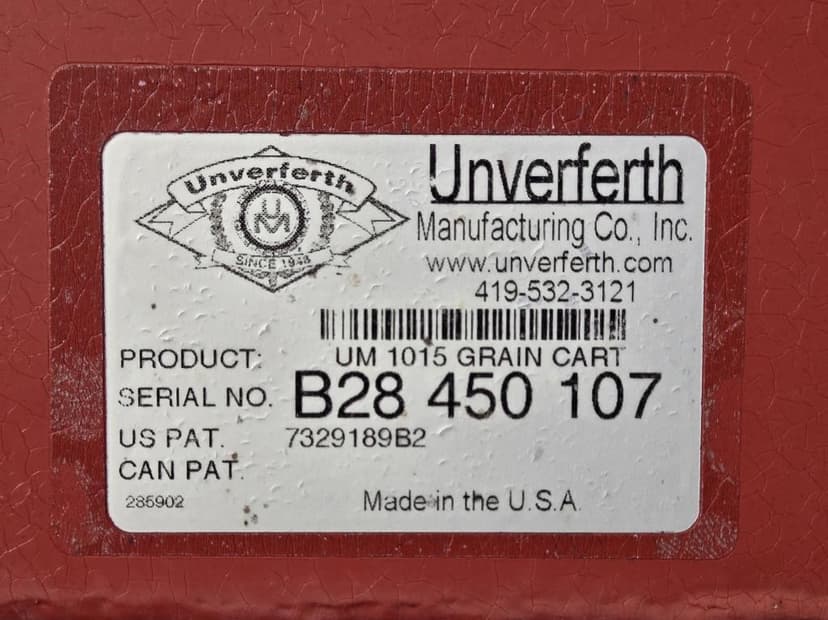 Unverferth
UM
SINCE 1948
Unverferth
Manufacturing Co., Inc.
www.unverferth.com
419-532-3121
PRODUCT: UM 1015 GRAIN CART
SERIAL NO. B28 450 107
US PAT. 7329189B2
CAN PAT.
285902 Made in the U.S.A.